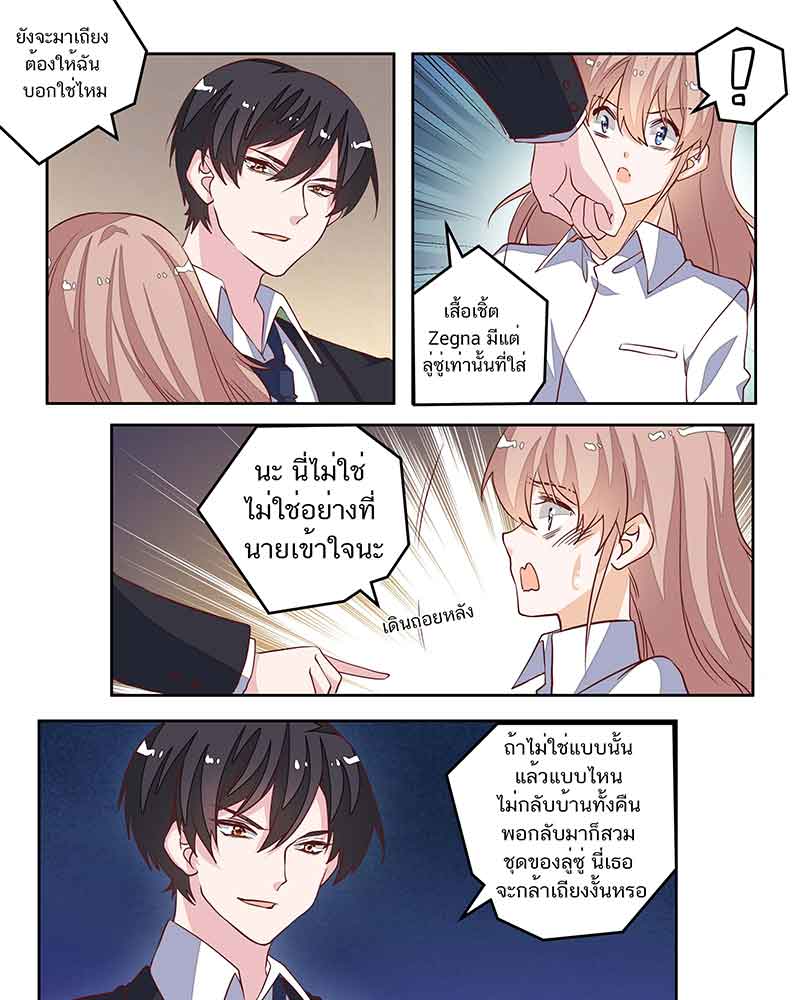 ยังจะมาเถียง
ต้องให้ฉัน
บอกใช่ไหม
!
เสื้อเชิ้ต
Zegna มีแต่
ลู่ซู่เท่านั้นที่ใส่
นะ นี่ไม่ใช่
ไม่ใช่อย่างที่
นายเข้าใจนะ
เดินถอยหลัง
ถ้าไม่ใช่แบบนั้น
แล้วแบบไหน
ไม่กลับบ้านทั้งคืน
พอกลับมาก็สวม
ชุดของลู่ซู่ นี่เธอ
จะกล้าเถียงงั้นหรอ